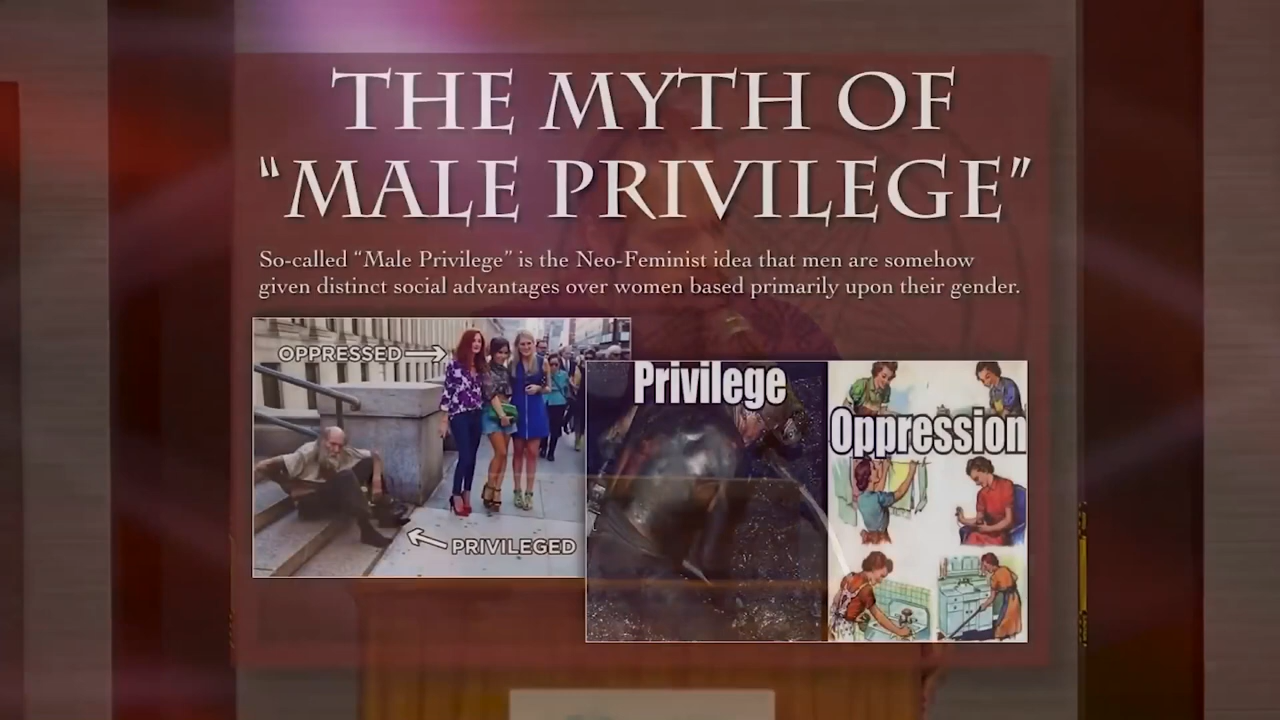 THE MYTH OF
“MALE PRIVILEGE”
So-called “Male Privilege” is the Neo-Feminist idea that men are somehow
given distinct social advantages over women based primarily upon their gender.
OPPRESSED
PRIVILEGED
Privilege
Oppression